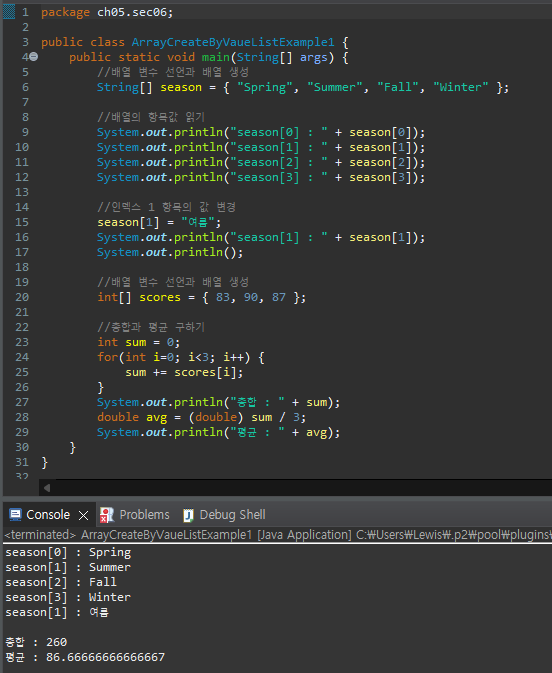 1 package ch05.sec06;
2
3 public class ArrayCreateByVaueListExample1 {
4 public static void main(String[] args) {
5 //배열 변수 선언과 배열 생성
6 String[] season = { "Spring", "Summer", "Fall", "Winter" };
7
8 //배열의 항목값 읽기
9 System.out.println("season[0] : " + season[0]);
10 System.out.println("season[1] : " + season[1]);
11 System.out.println("season[2] : " + season[2]);
12 System.out.println("season[3] : " + season[3]);
13
14 //인덱스 1 항목의 값 변경
15 season[1] = "여름";
16 System.out.println("season[1] : " + season[1]);
17 System.out.println();
18
19 //배열 변수 선언과 배열 생성
20 int[] scores = { 83, 90, 87 };
21
22 //총합과 평균 구하기
23 int sum = 0;
24 for(int i=0; i<3; i++) {
25 sum += scores[i];
26 }
27 System.out.println("총합 : " + sum);
28 double avg = (double) sum / 3;
29 System.out.println("평균 : " + avg);
30 }
31 }
32
Console Problems Debug Shell
<terminated> ArrayCreateByVaueListExample1 [Java Application] C:₩Users₩Lewis₩.p2₩pool₩plugins₩
season[0] : Spring
season[1] : Summer
season[2] : Fall
season[3] : Winter
season[1] : 여름
총합 : 260
평균 : 86.66666666666667